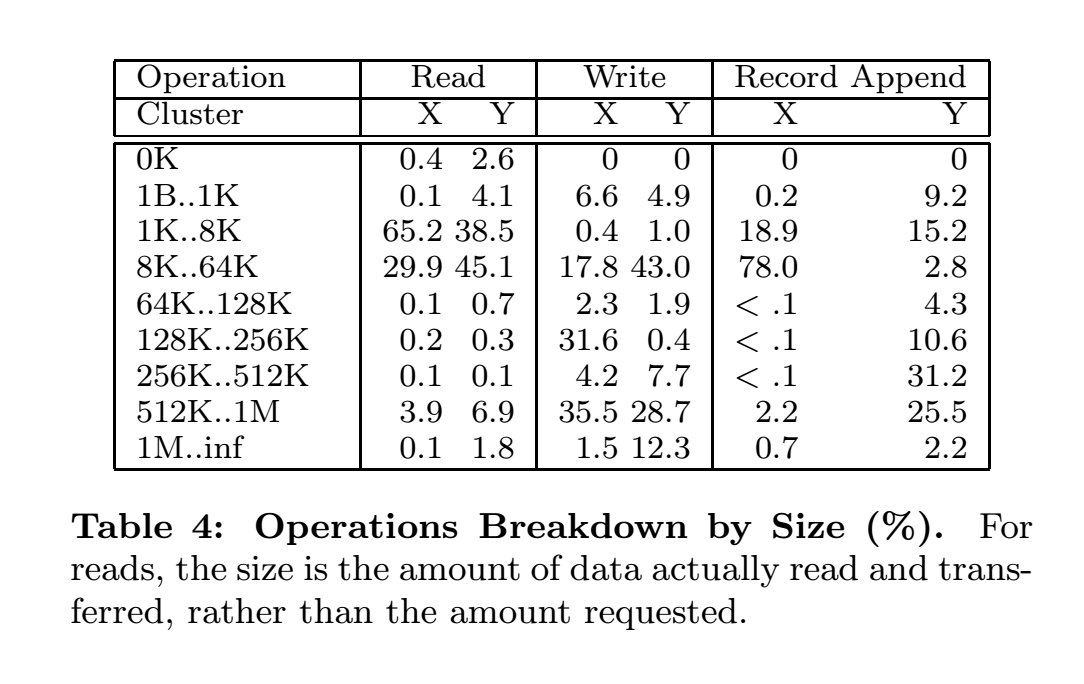 Operation Read Write Record Append
Cluster X Y X Y X Y
0K 0.4 2.6 0 0 0 0
1B..1K 0.1 4.1 6.6 4.9 0.2 9.2
1K..8K 65.2 38.5 0.4 1.0 18.9 15.2
8K..64K 29.9 45.1 17.8 43.0 78.0 2.8
64K..128K 0.1 0.7 2.3 1.9 < .1 4.3
128K..256K 0.2 0.3 31.6 0.4 < .1 10.6
256K..512K 0.1 0.1 4.2 7.7 < .1 31.2
512K..1M 3.9 6.9 35.5 28.7 2.2 25.5
1M..inf 0.1 1.8 1.5 12.3 0.7 2.2
Table 4: Operations Breakdown by Size (%). For
reads, the size is the amount of data actually read and trans-
ferred, rather than the amount requested.